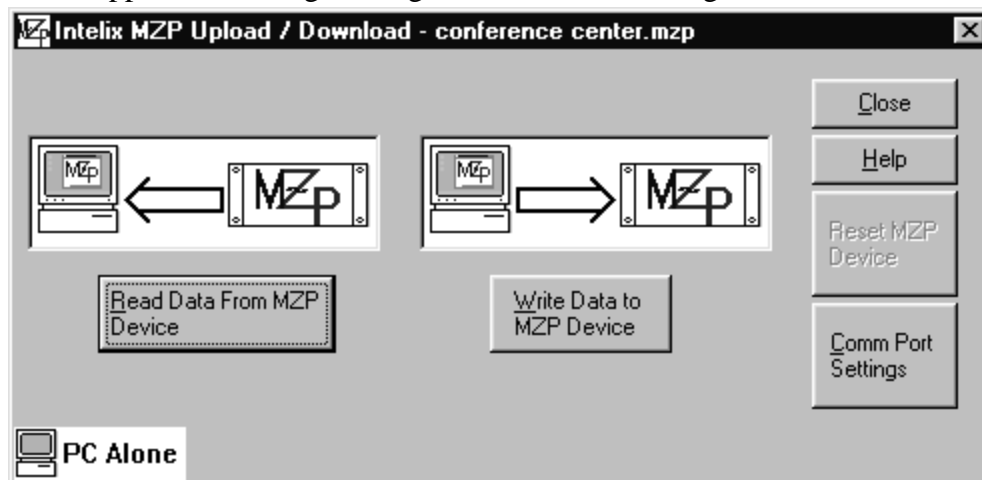 Intelix MZP Upload / Download - conference center.mzp
Close
Help
Reset MZP
Device
Comm Port
Settings
MZp
MZp
MZp
MZp
Read Data From MZP
Device
Write Data to
MZP Device
PC Alone